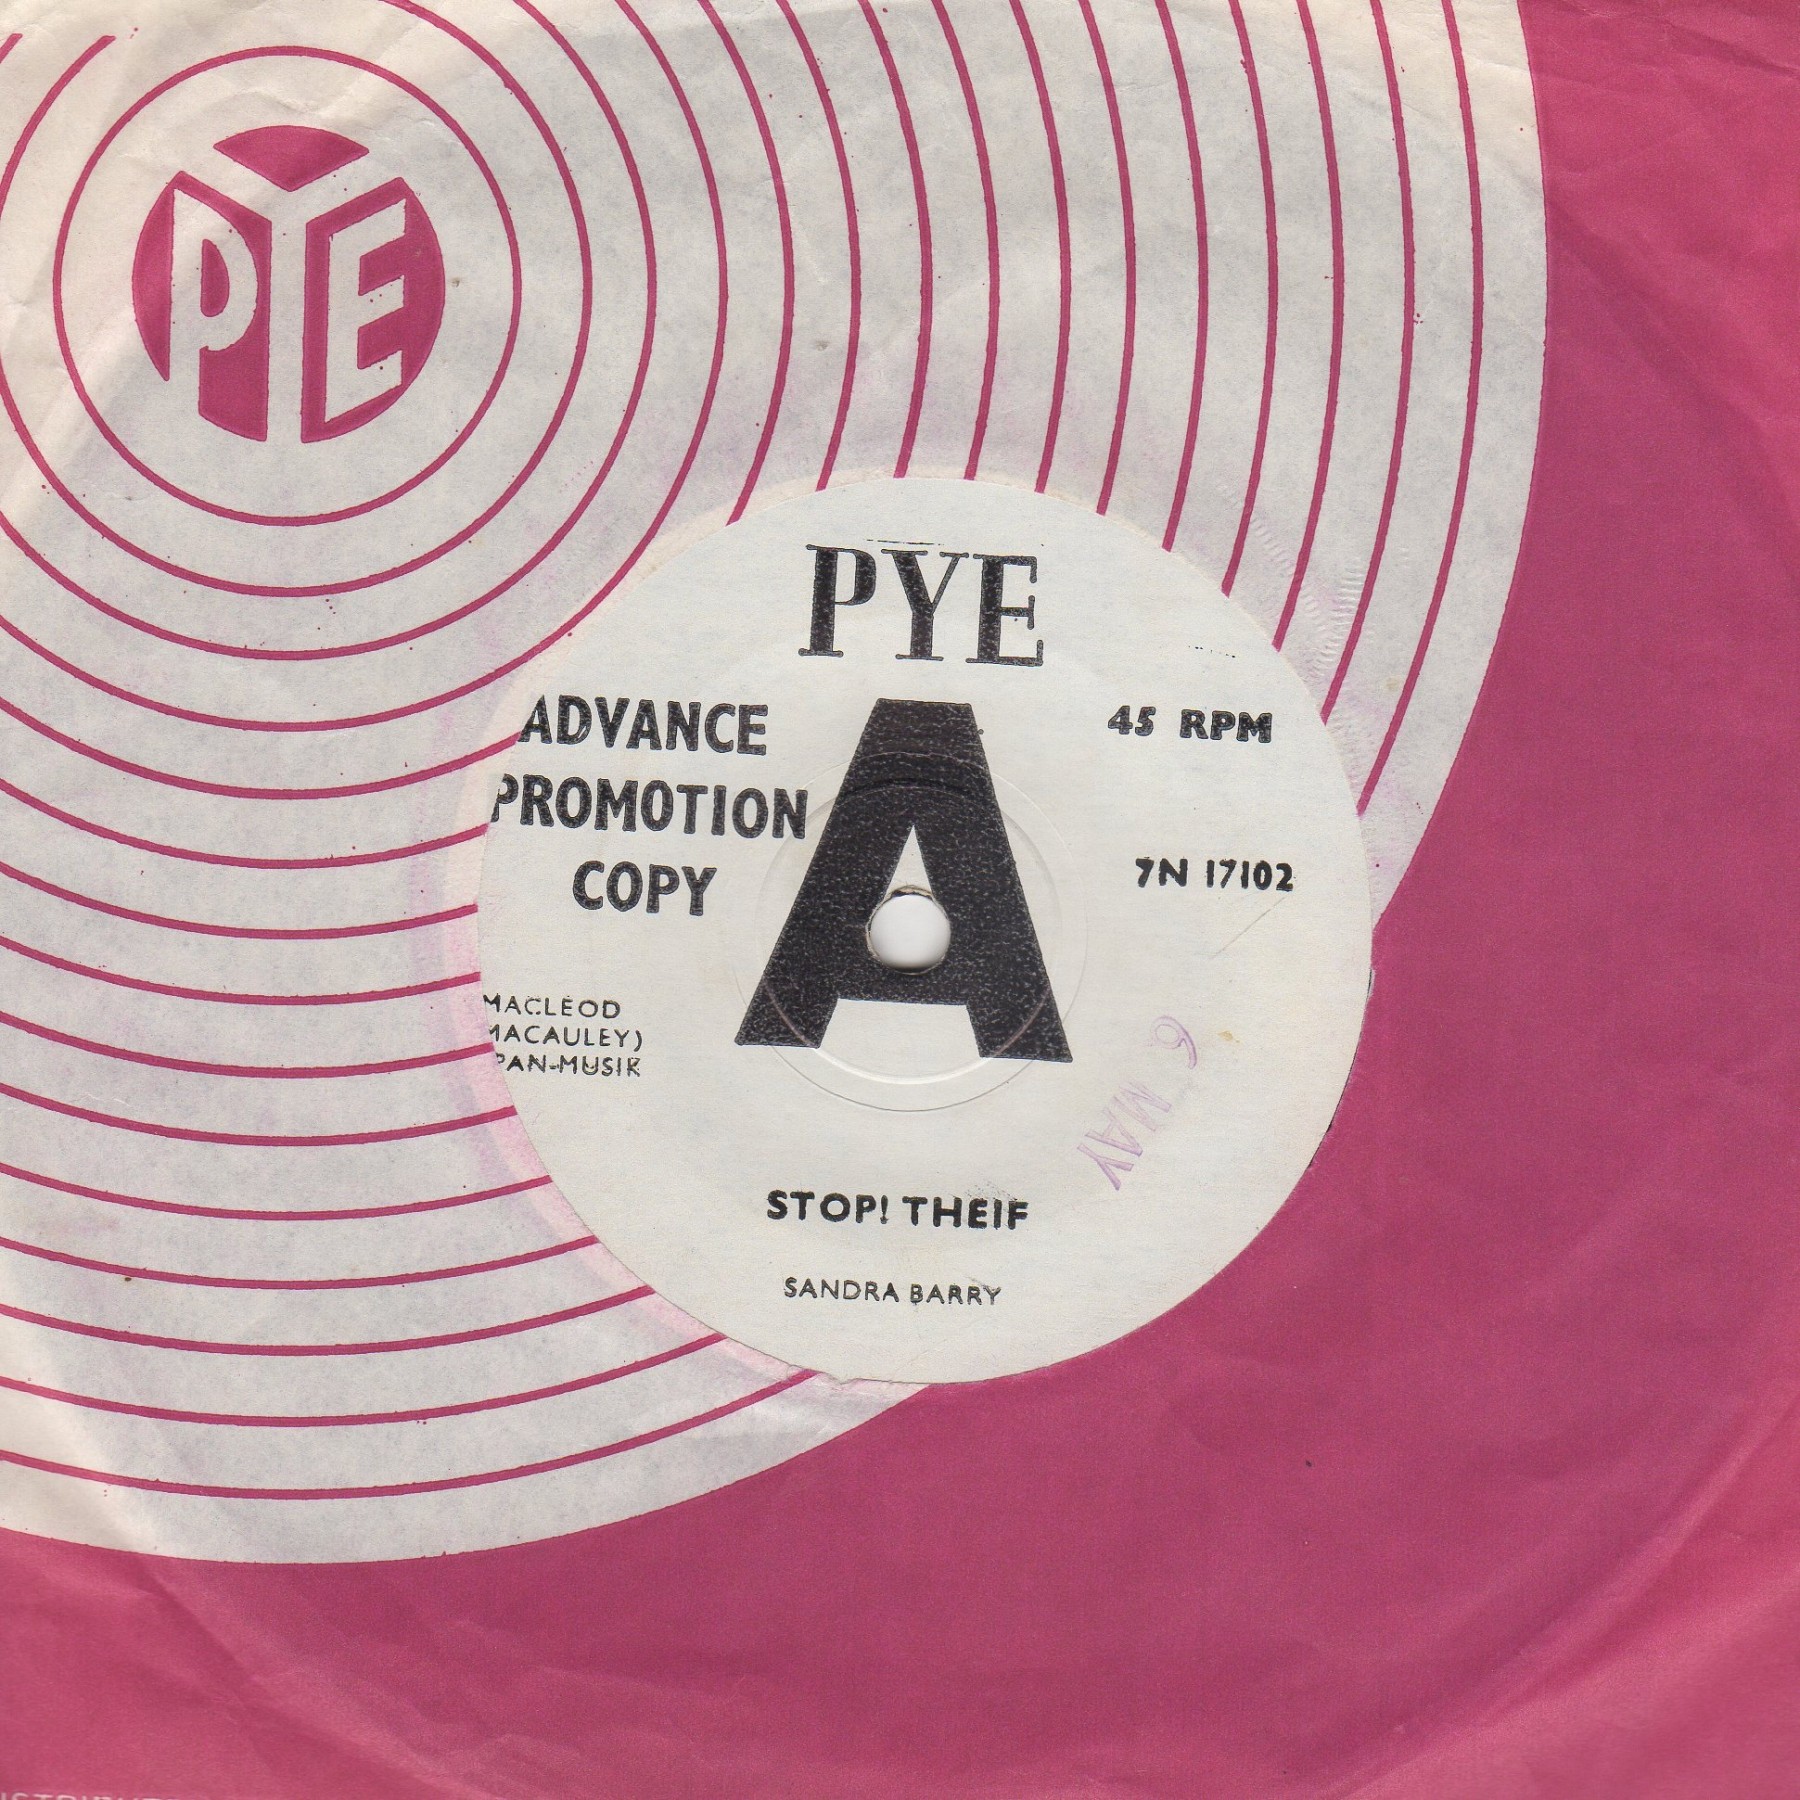 PYE
PYE
ADVANCE
PROMOTION
COPY
45 RPM
7N 17102
MACLEOD
MACAULEY)
PAN-MUSIK
6 MAY
STOP! THEIF
SANDRA BARRY